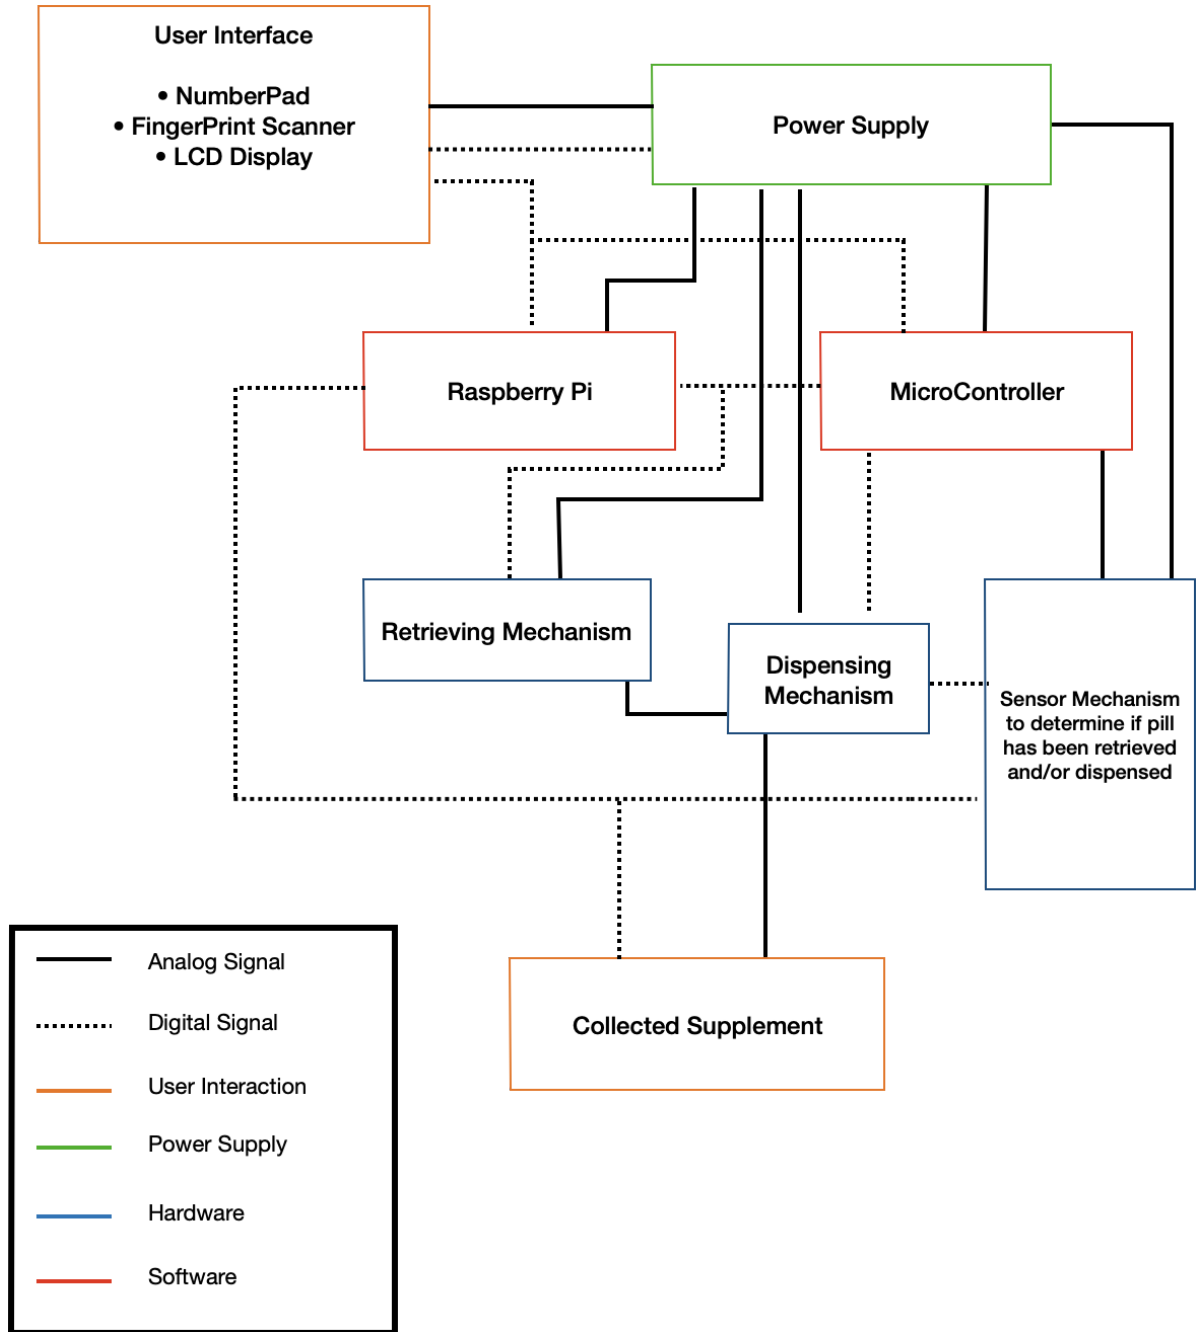 User Interface
• NumberPad
• FingerPrint Scanner
• LCD Display
Power Supply
Raspberry Pi
MicroController
Retrieving Mechanism
Dispensing
Mechanism
Sensor Mechanism
to determine if pill
has been retrieved
and/or dispensed
Collected Supplement
Analog Signal
Digital Signal
User Interaction
Power Supply
Hardware
Software